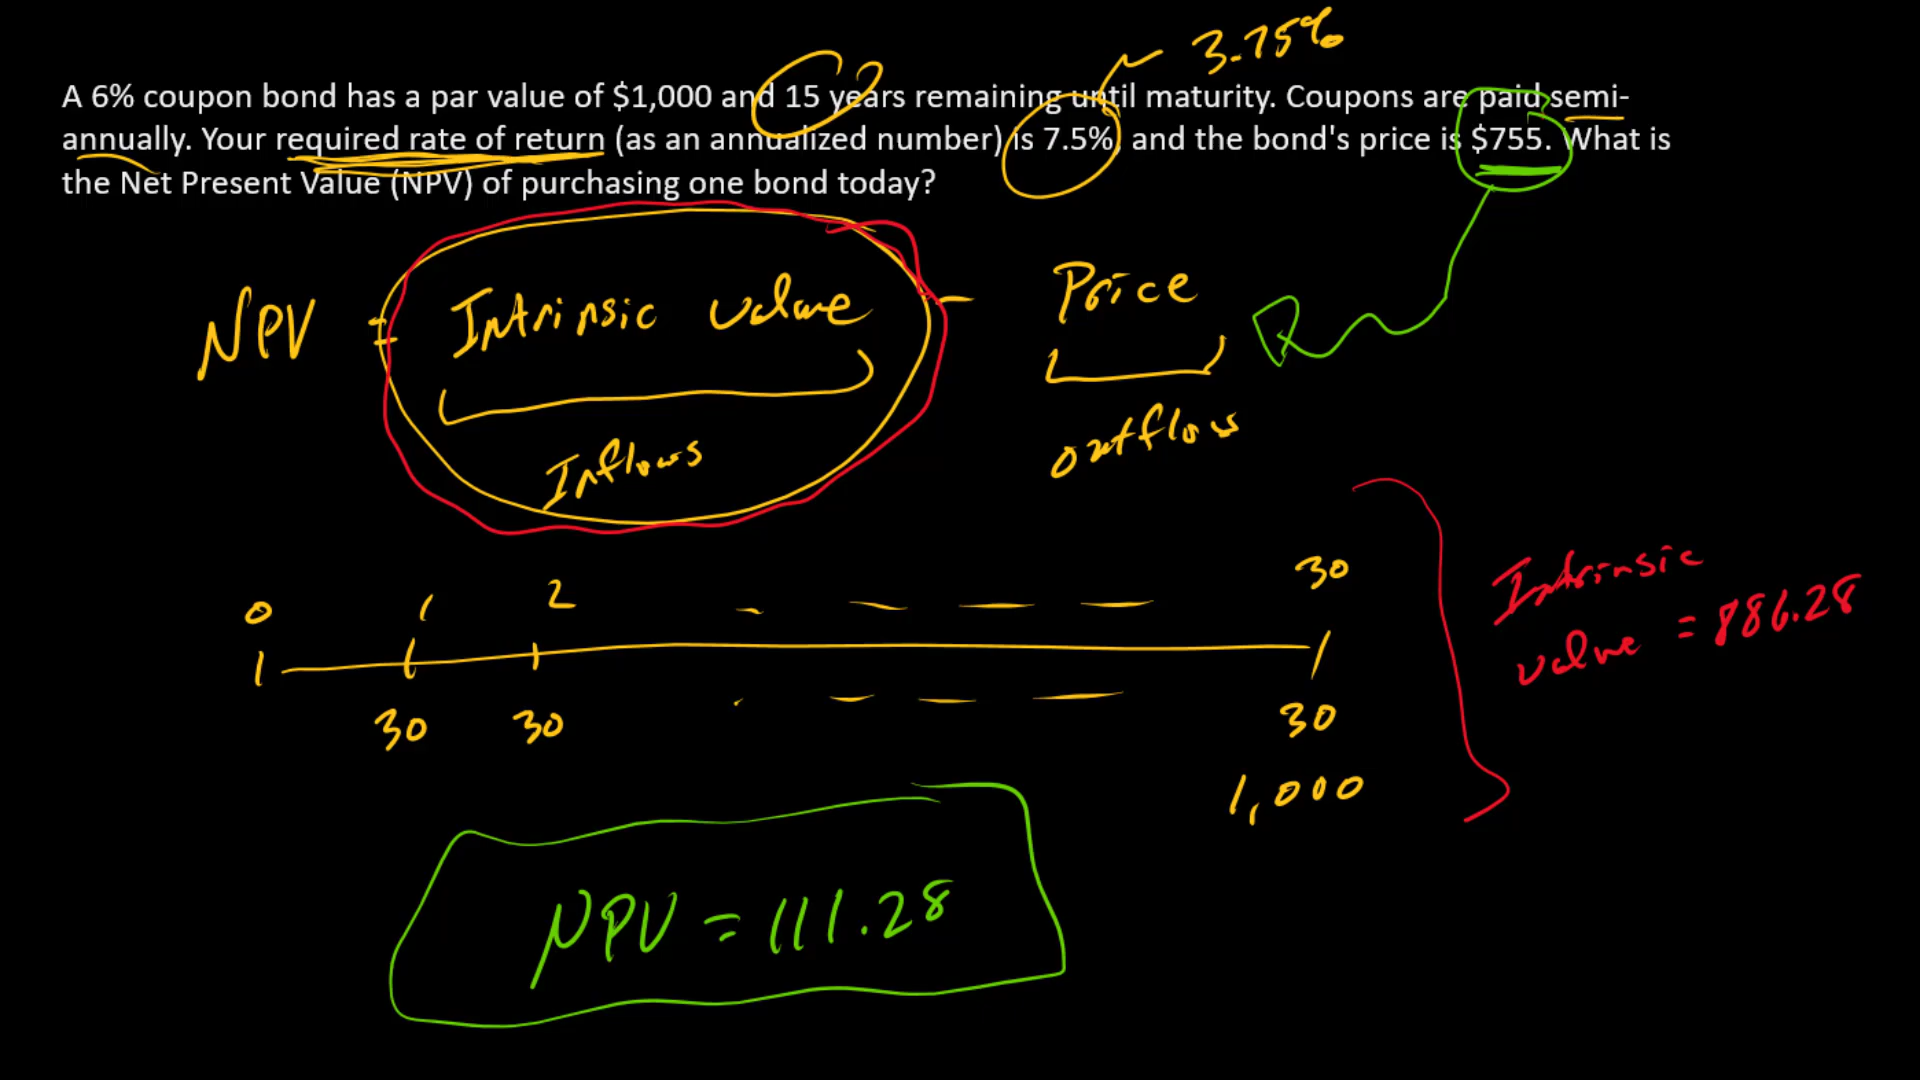 3.75%
A 6% coupon bond has a par value of $1,000 and 15 years remaining until maturity. Coupons are paid semi-
annually. Your required rate of return (as an annualized number) is 7.5%, and the bond's price is $755. What is
the Net Present Value (NPV) of purchasing one bond today?
NPV = Intrinsic value - Price
Inflows outflow
0 1 2 - - - - 30
30 30 - - - - 30
1,000
Intrinsic
value = 886.28
NPV = 111.28